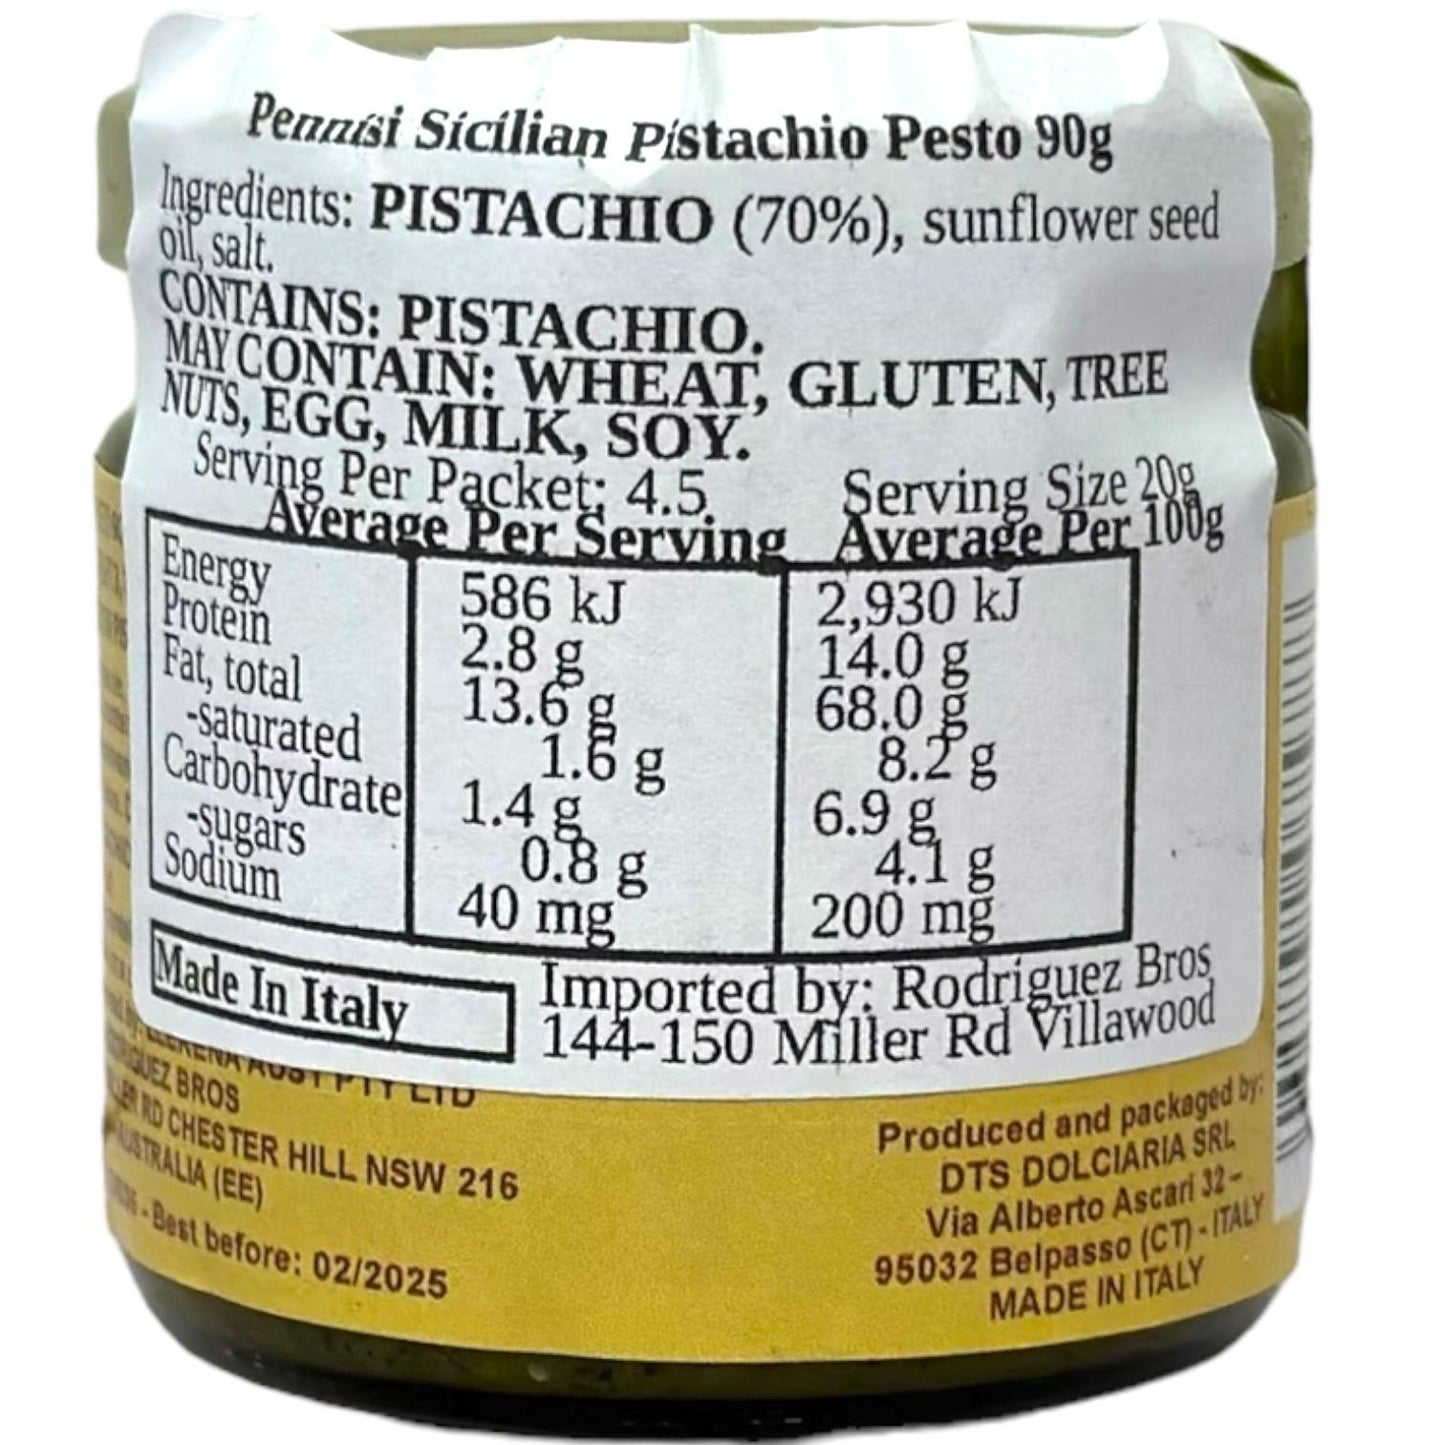 Pennisi Sicilian Pistachio Pesto 90g
Ingredients: PISTACHIO (70%), sunflower seed
oil, salt.
CONTAINS: PISTACHIO.
MAY CONTAIN: WHEAT, GLUTEN, TREE
NUTS, EGG, MILK, SOY.
Serving Per Packet: 4.5 Serving Size 20g
Average Per Serving Average Per 100g
Energy 586 kJ 2,930 kJ
Protein 2.8 g 14.0 g
Fat, total 13.6 g 68.0 g
-saturated 1.6 g 8.2 g
Carbohydrate 1.4 g 6.9 g
-sugars 0.8 g 4.1 g
Sodium 40 mg 200 mg
Made In Italy
Imported by: Rodriguez Bros
144-150 Miller Rd Villawood
AUST PTY LTD
BROS
RD CHESTER HILL NSW 216
AUSTRALIA (EE)
- Best before: 02/2025
Produced and packaged by:
DTS DOLCIARIA SRL
Via Alberto Ascari 32 -
95032 Belpasso (CT) - ITALY
MADE IN ITALY